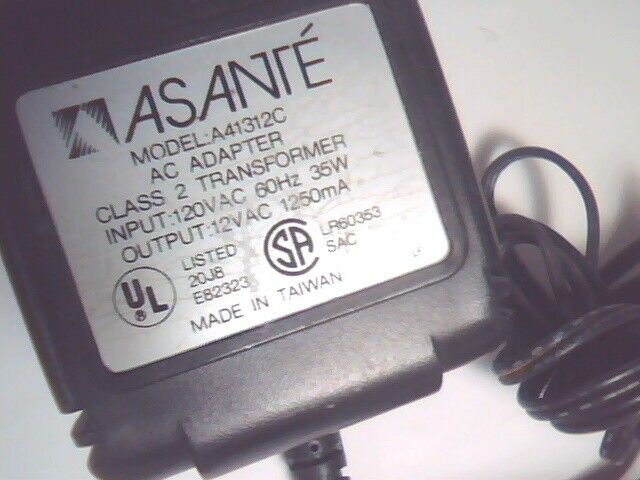 ASANTÉ
MODEL:A41312C
AC ADAPTER
CLASS 2 TRANSFORMER
INPUT:120VAC 60Hz 35W
OUTPUT:12VAC 1250mA
UL
®
LISTED
20J8
E82323
SA
LR60353
SAC
MADE IN TAIWAN